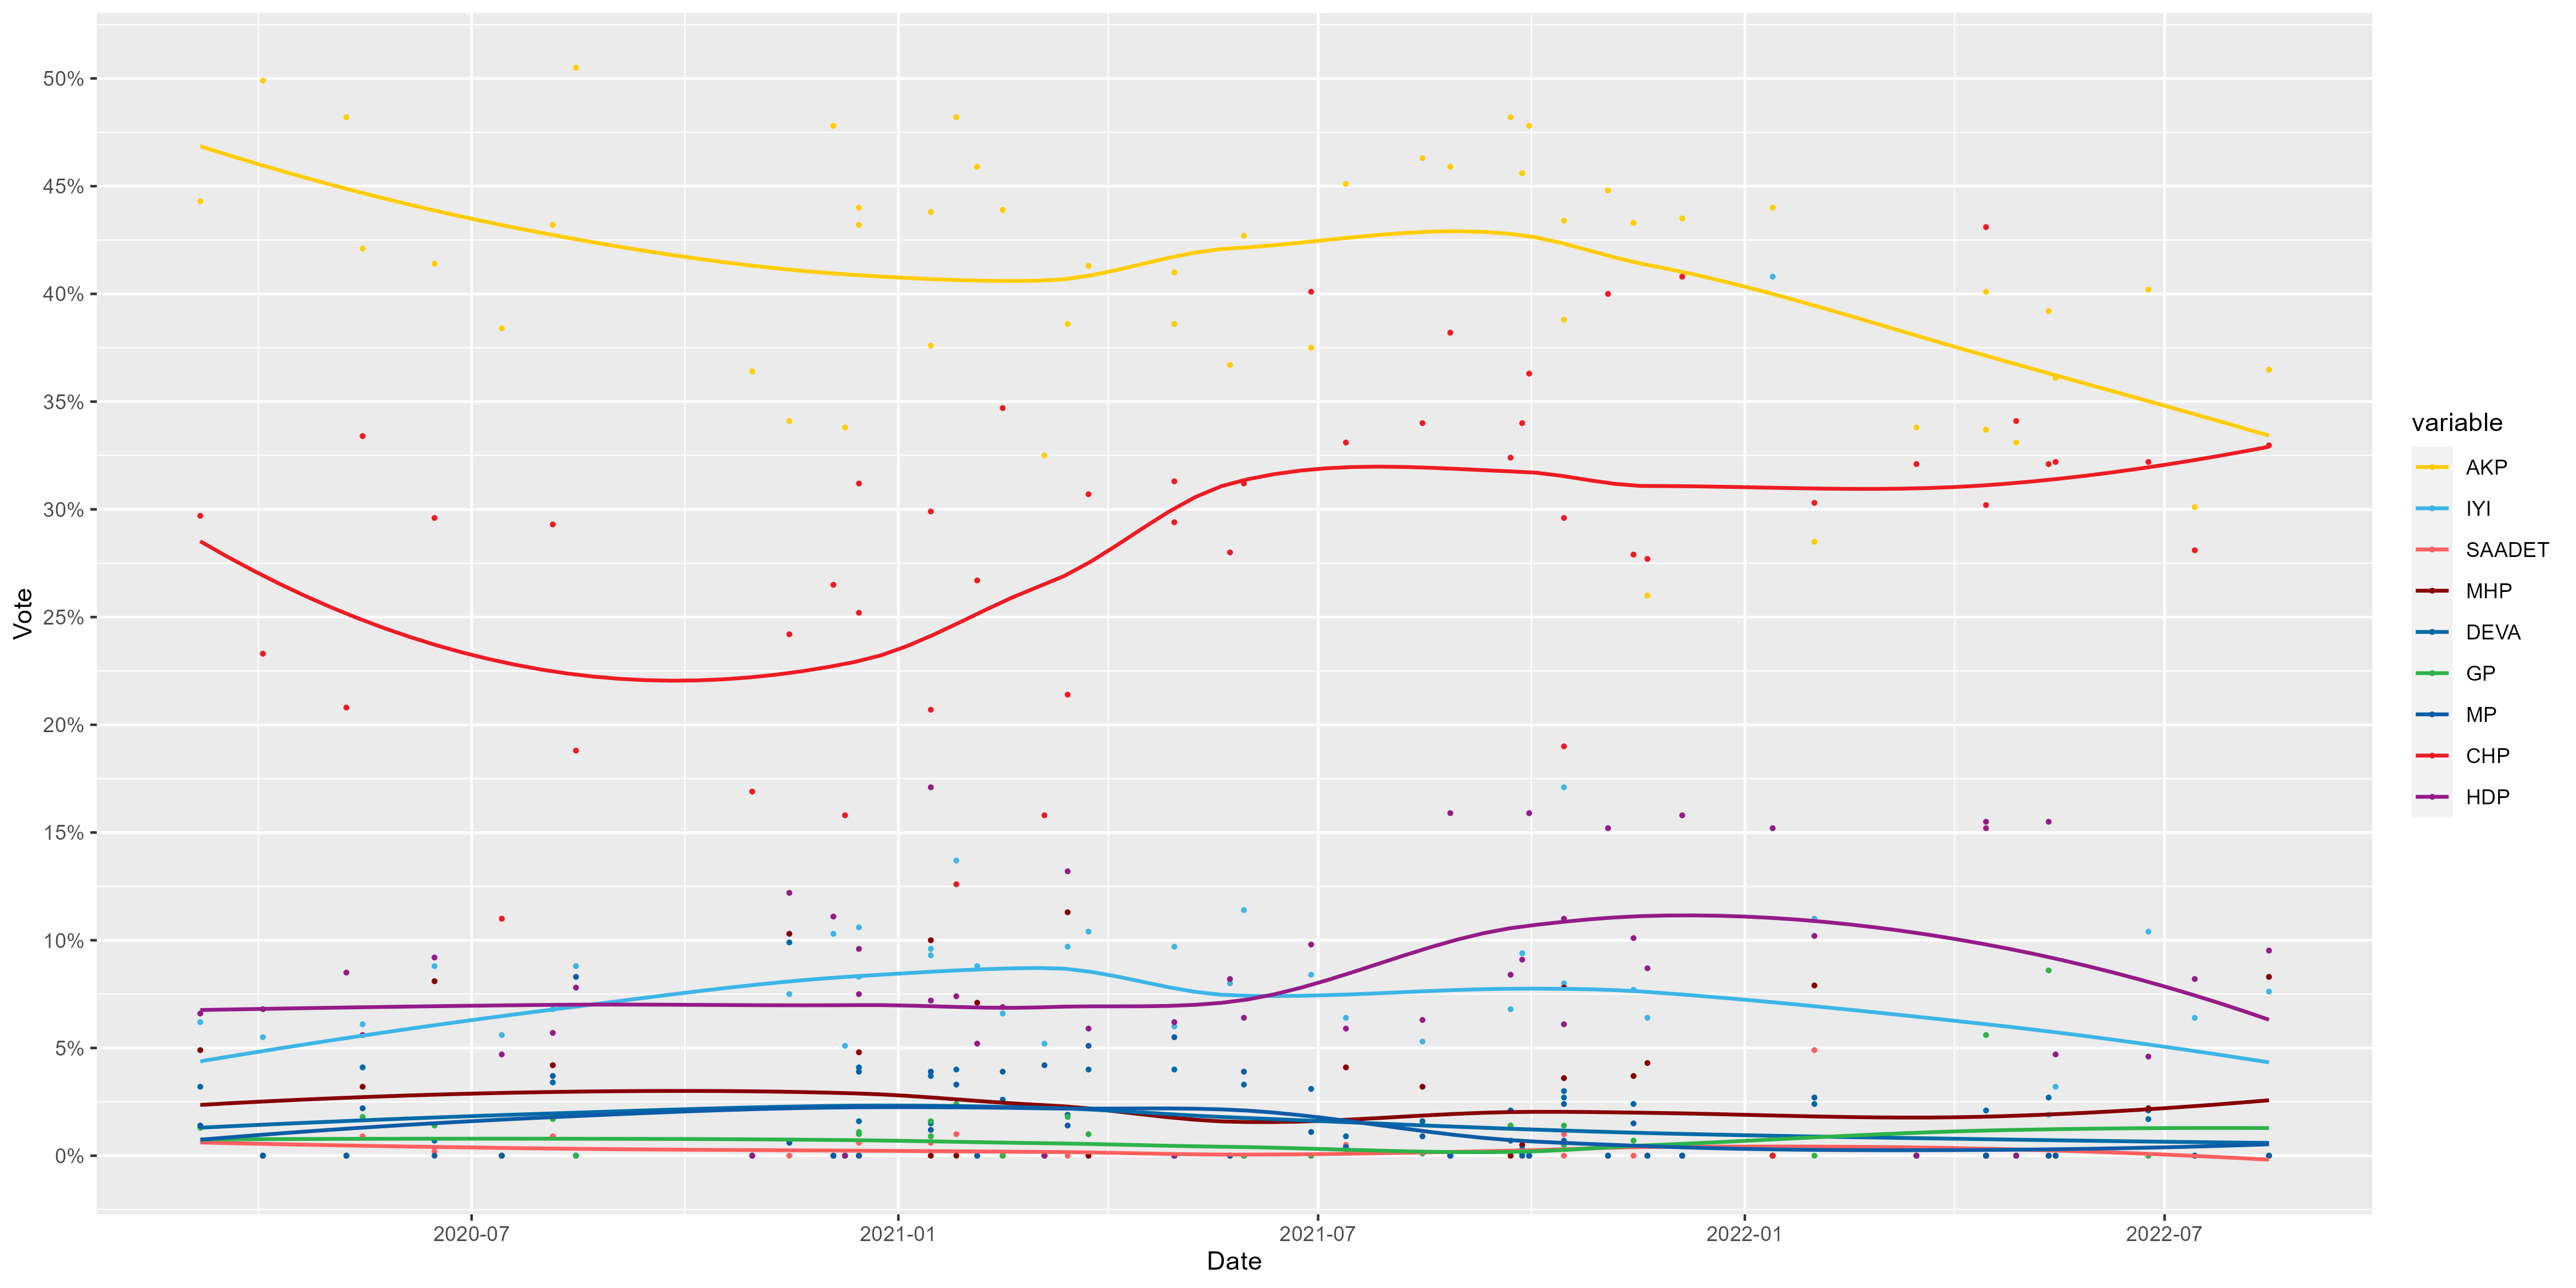 50%
45%
40%
35%
30%
25%
20%
15%
10%
5%
0%
Vote
2020-07
2021-01
2021-07
2022-01
2022-07
Date
variable
AKP
IYI
SAADET
MHP
DEVA
GP
MP
CHP
HDP